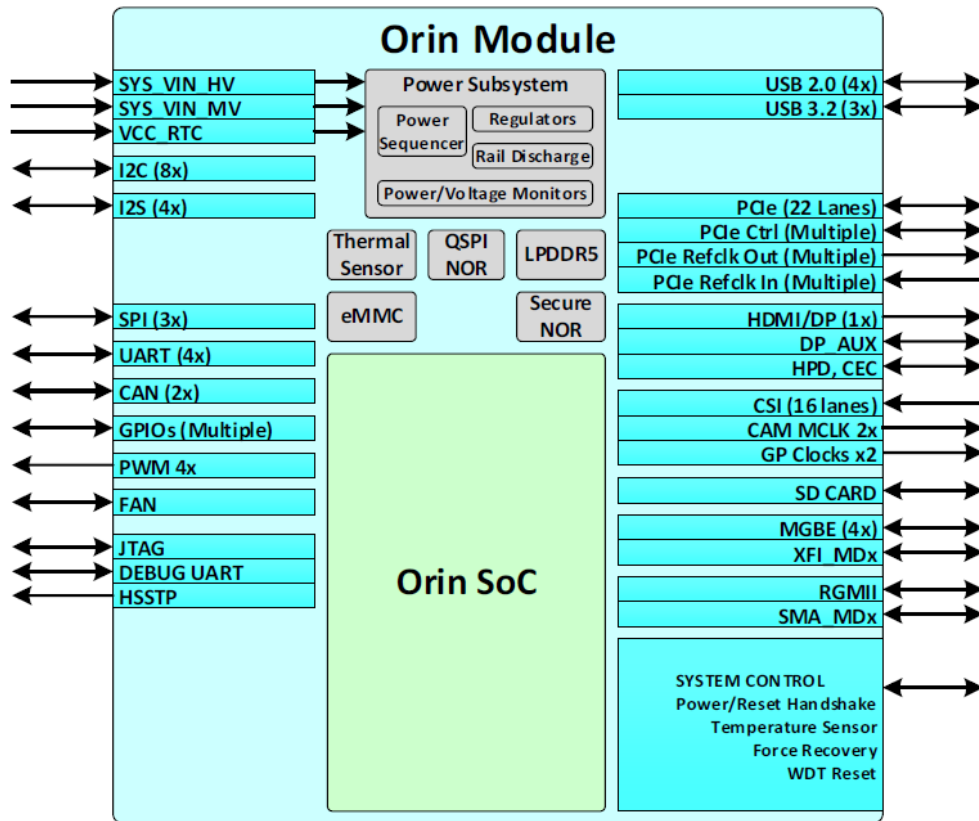 Orin Module
SYS_VIN_HV
SYS_VIN_MV
VCC_RTC
I2C (8x)
I2S (4x)
SPI (3x)
UART (4x)
CAN (2x)
GPIOs (Multiple)
PWM 4x
FAN
JTAG
DEBUG UART
HSSTP
Power Subsystem
Power
Sequencer
Regulators
Rail Discharge
Power/Voltage Monitors
Thermal
Sensor
QSPI
NOR
LPDDR5
eMMC
Secure
NOR
Orin SoC
USB 2.0 (4x)
USB 3.2 (3x)
PCIe (22 Lanes)
PCIe Ctrl (Multiple)
PCIe Refclk Out (Multiple)
PCIe Refclk In (Multiple)
HDMI/DP (1x)
DP_AUX
HPD, CEC
CSI (16 lanes)
CAM MCLK 2x
GP Clocks x2
SD CARD
MGBE (4x)
XFI_MDx
RGMII
SMA_MDx
SYSTEM CONTROL
Power/Reset Handshake
Temperature Sensor
Force Recovery
WDT Reset